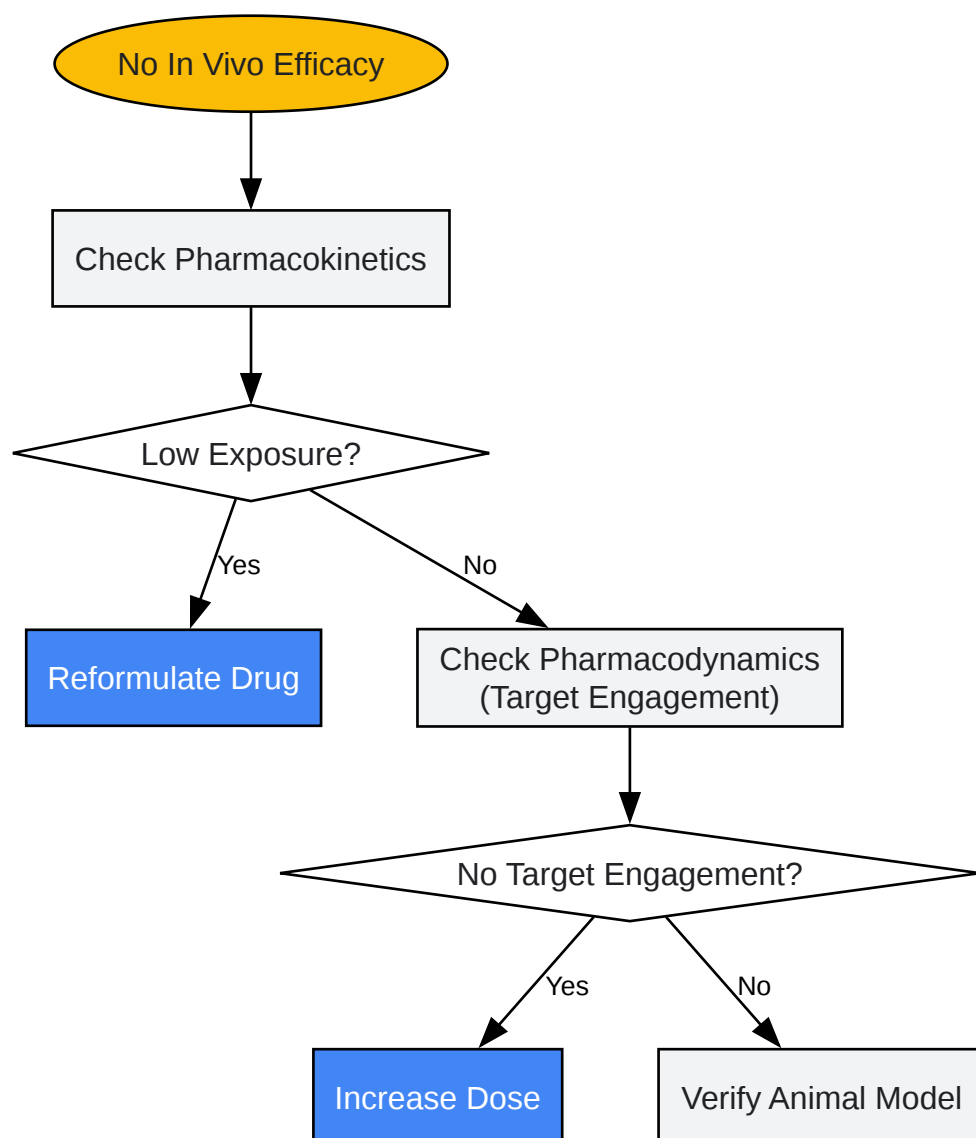 No In Vivo Efficacy
Check Pharmacokinetics
Low Exposure?
Yes
No
Reformulate Drug
Check Pharmacodynamics
(Target Engagement)
No Target Engagement?
Yes
No
Increase Dose
Verify Animal Model